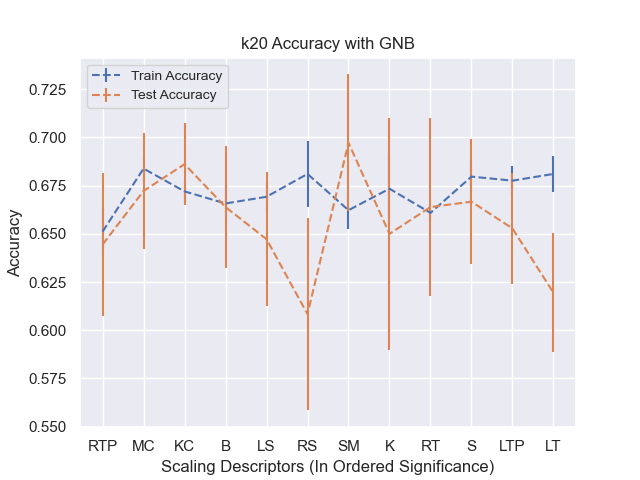 k20 Accuracy with GNB
Train Accuracy
Test Accuracy
Accuracy
0.725
0.700
0.675
0.650
0.625
0.600
0.575
0.550
RTP MC KC B LS RS SM K RT S LTP LT
Scaling Descriptors (In Ordered Significance)